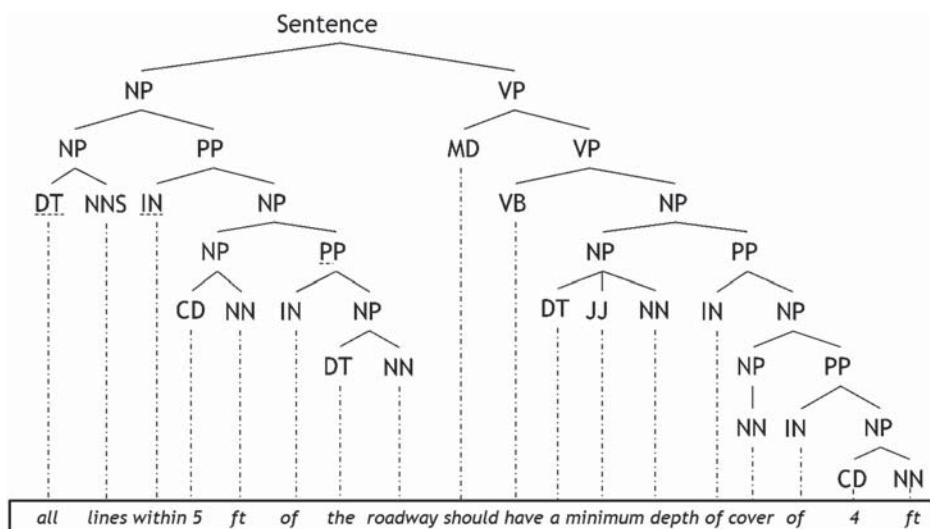 Sentence
NP VP
NP PP MD VP
DT NNS IN NP VB NP
NP PP NP PP
CD NN IN NP DT JJ NN IN NP
DT NN NP PP
NN IN NP
CD NN
all lines within 5 ft of the roadway should have a minimum depth of cover of 4 ft